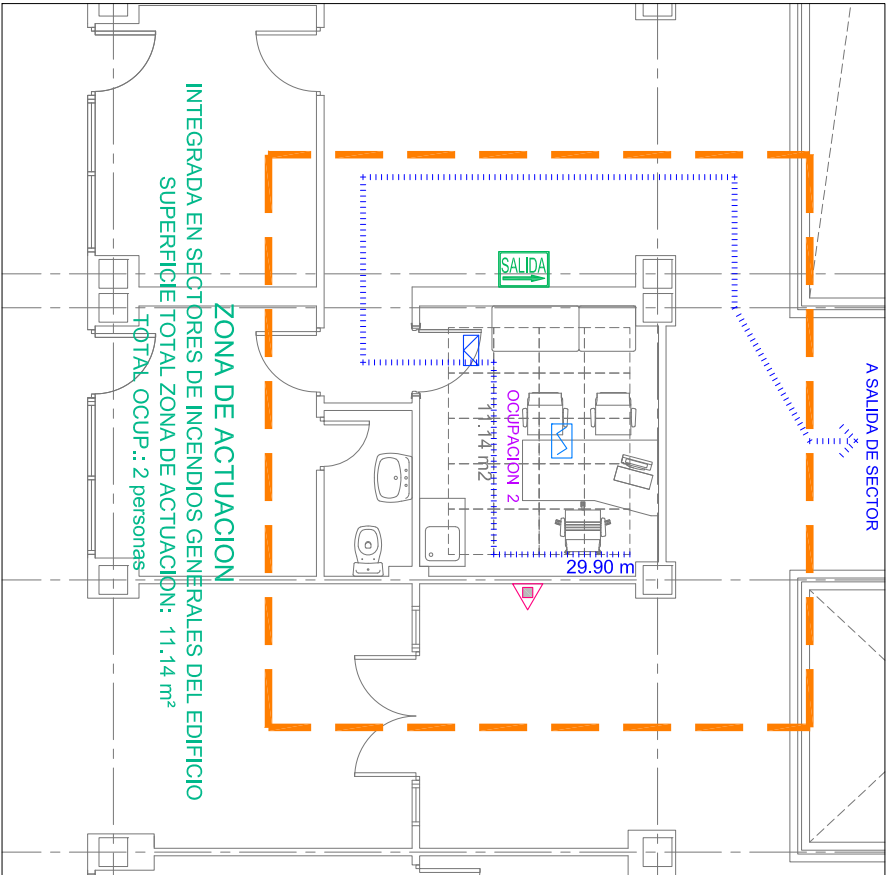 SALIDA
A SALIDA DE SECTOR
OCUPACION 2
11.14 m2
29.90 m
ZONA DE ACTUACION
INTEGRADA EN SECTORES DE INCENDIOS GENERALES DEL EDIFICIO
SUPERFICIE TOTAL ZONA DE ACTUACION: 11.14 m²
TOTAL OCUP.: 2 personas